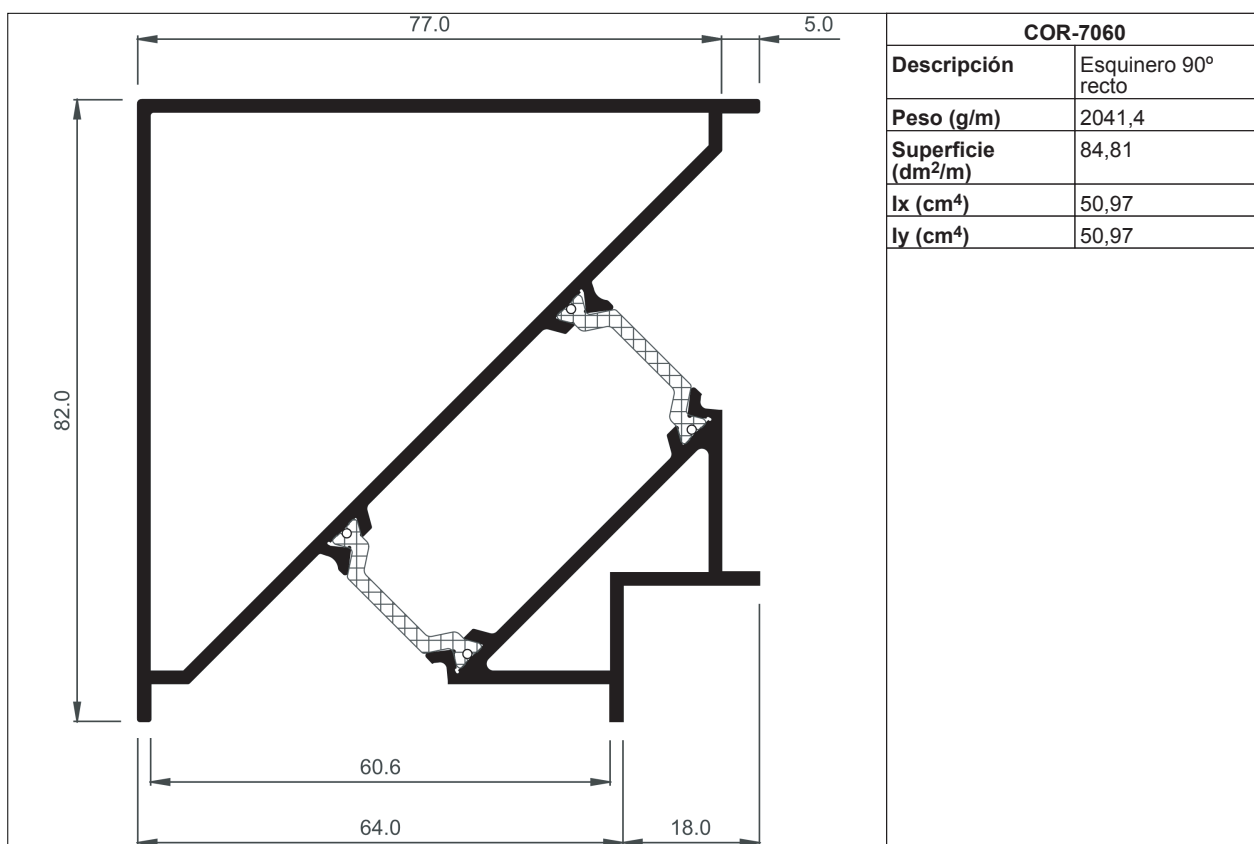 77.0
5.0
82.0
60.6
64.0
18.0
COR-7060
Descripción Esquinero 90º
recto
Peso (g/m) 2041,4
Superficie 84,81
(dm²/m)
Ix (cm⁴) 50,97
Iy (cm⁴) 50,97